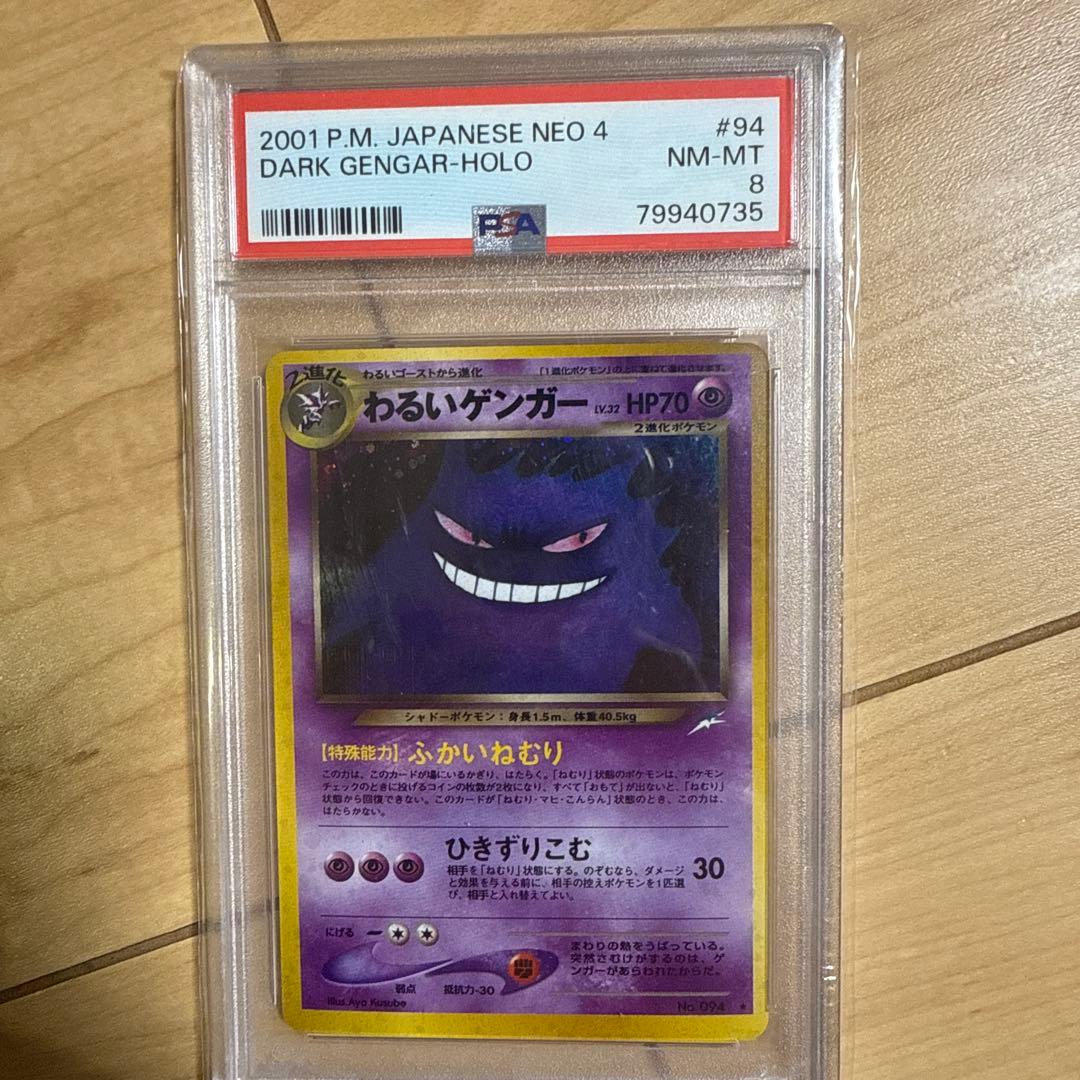 2001 P.M. JAPANESE NEO 4 #94
DARK GENGAR-HOLO NM-MT
8
79940735
PSA
2進化
わるいゴーストから進化 「1進化ポケモン」の上に重ねて進化させます。
わるいゲンガー LV.32 HP70
2進化ポケモン
シャドーポケモン：身長1.5m、体重40.5kg
【特殊能力】ふかいねむり
この力は、このカードが場にいるかぎり、はたらく。「ねむり」状態のポケモンは、ポケモン
チェックのときに投げるコインの枚数が2枚になり、すべて「おもて」が出ないと、「ねむり」
状態から回復できない。このカードが「ねむり・マヒ・こんらん」状態のとき、この力は、
はたらかない。
ひきずりこむ 30
相手を「ねむり」状態にする。のぞむなら、ダメージ
と効果を与える前に、相手の控えポケモンを1匹選
び、相手と入れ替えてよい。
にげる
弱点 抵抗力-30
まわりの熱をうばっている。
突然さむけがするのは、ゲ
ンガーがあらわれたからだ。
Illus.Aya Kusube No.094 ★